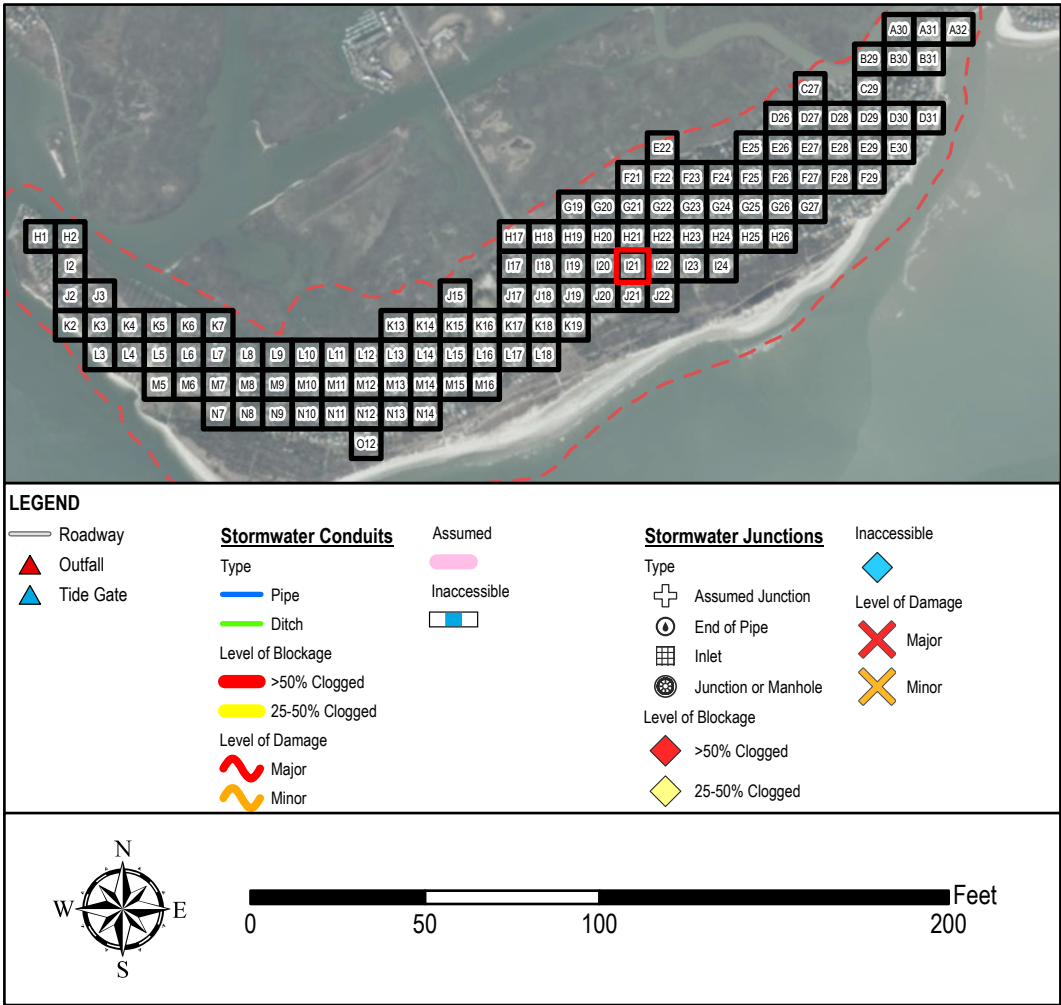 A30 A31 A32
B29 B30 B31
C27 C29
D26 D27 D28 D29 D30 D31
E22 E25 E26 E27 E28 E29 E30
F21 F22 F23 F24 F25 F26 F27 F28 F29
G19 G20 G21 G22 G23 G24 G25 G26 G27
H1 H2 H17 H18 H19 H20 H21 H22 H23 H24 H25 H26
I2 I17 I18 I19 I20 I21 I22 I23 I24
J2 J3 J15 J17 J18 J19 J20 J21 J22
K2 K3 K4 K5 K6 K7 K13 K14 K15 K16 K17 K18 K19
L3 L4 L5 L6 L7 L8 L9 L10 L11 L12 L13 L14 L15 L16 L17 L18
M5 M6 M7 M8 M9 M10 M11 M12 M13 M14 M15 M16
N7 N8 N9 N10 N11 N12 N13 N14
O12
LEGEND
Roadway
Outfall
Tide Gate
Stormwater Conduits
Type
Pipe
Ditch
Level of Blockage
>50% Clogged
25-50% Clogged
Level of Damage
Major
Minor
Assumed
Inaccessible
Stormwater Junctions
Type
Assumed Junction
End of Pipe
Inlet
Junction or Manhole
Level of Blockage
>50% Clogged
25-50% Clogged
Inaccessible
Level of Damage
Major
Minor
N
W E
S
Feet
0 50 100 200